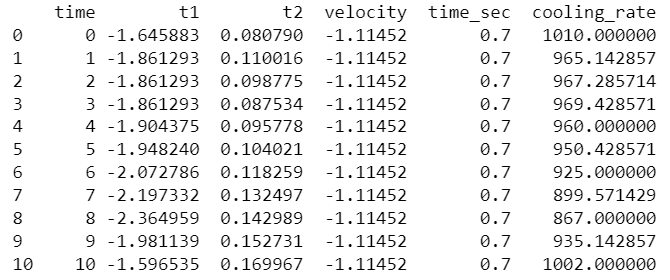 time t1 t2 velocity time_sec cooling_rate
0 0 -1.645883 0.080790 -1.11452 0.7 1010.000000
1 1 -1.861293 0.110016 -1.11452 0.7 965.142857
2 2 -1.861293 0.098775 -1.11452 0.7 967.285714
3 3 -1.861293 0.087534 -1.11452 0.7 969.428571
4 4 -1.904375 0.095778 -1.11452 0.7 960.000000
5 5 -1.948240 0.104021 -1.11452 0.7 950.428571
6 6 -2.072786 0.118259 -1.11452 0.7 925.000000
7 7 -2.197332 0.132497 -1.11452 0.7 899.571429
8 8 -2.364959 0.142989 -1.11452 0.7 867.000000
9 9 -1.981139 0.152731 -1.11452 0.7 935.142857
10 10 -1.596535 0.169967 -1.11452 0.7 1002.000000